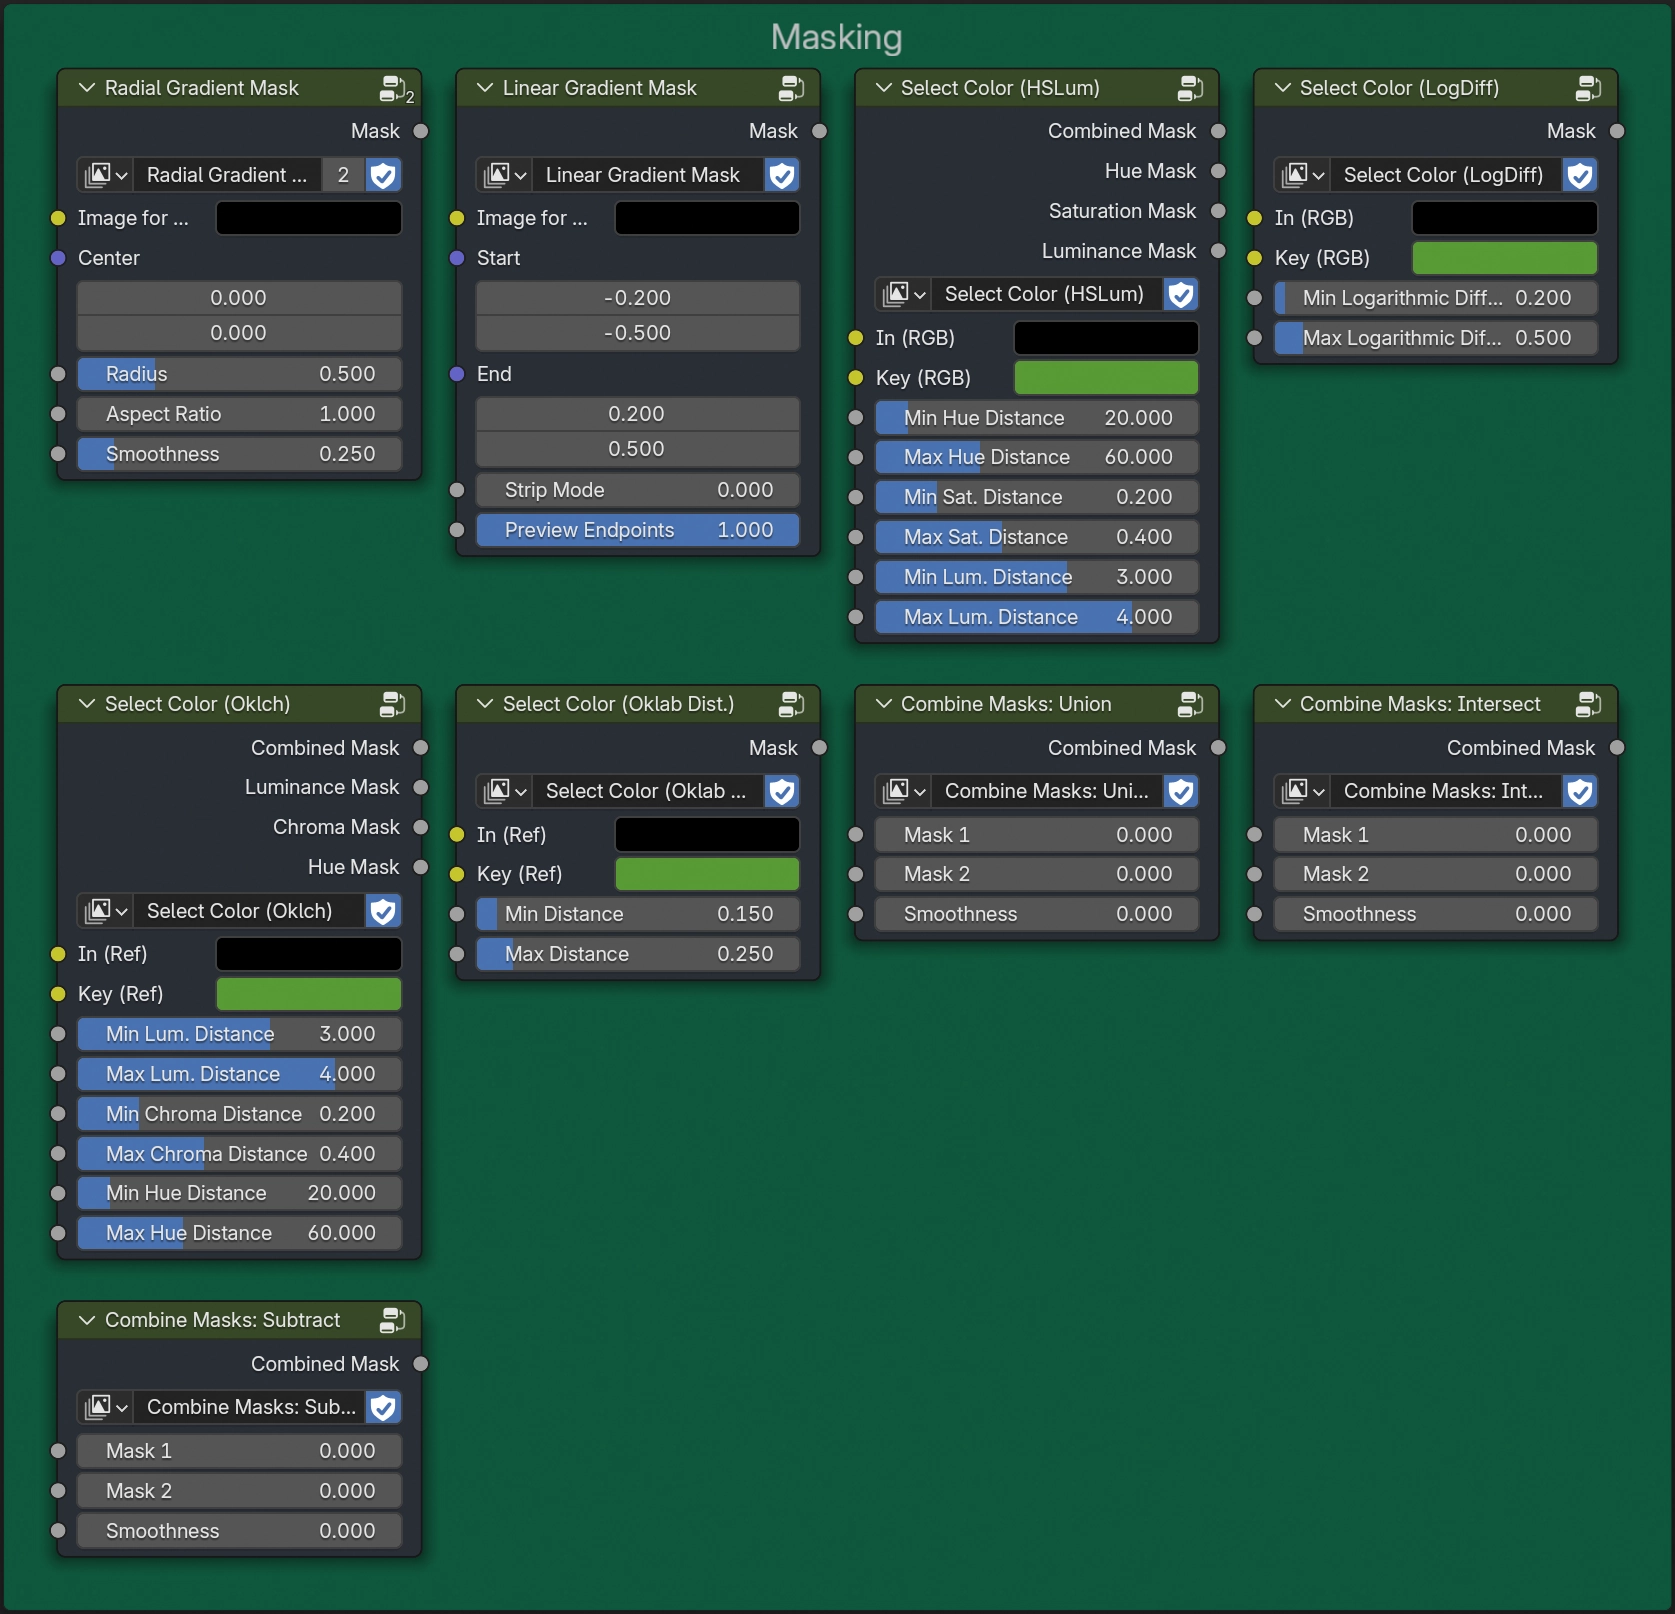 Masking
Radial Gradient Mask
2
Mask
Radial Gradient ...
2
Image for ...
Center
0.000
0.000
Radius 0.500
Aspect Ratio 1.000
Smoothness 0.250
Linear Gradient Mask
Mask
Linear Gradient Mask
Image for ...
Start
-0.200
-0.500
End
0.200
0.500
Strip Mode 0.000
Preview Endpoints 1.000
Select Color (HSLum)
Combined Mask
Hue Mask
Saturation Mask
Luminance Mask
Select Color (HSLum)
In (RGB)
Key (RGB)
Min Hue Distance 20.000
Max Hue Distance 60.000
Min Sat. Distance 0.200
Max Sat. Distance 0.400
Min Lum. Distance 3.000
Max Lum. Distance 4.000
Select Color (LogDiff)
Mask
Select Color (LogDiff)
In (RGB)
Key (RGB)
Min Logarithmic Diff... 0.200
Max Logarithmic Dif... 0.500
Select Color (Oklch)
Combined Mask
Luminance Mask
Chroma Mask
Hue Mask
Select Color (Oklch)
In (Ref)
Key (Ref)
Min Lum. Distance 3.000
Max Lum. Distance 4.000
Min Chroma Distance 0.200
Max Chroma Distance 0.400
Min Hue Distance 20.000
Max Hue Distance 60.000
Select Color (Oklab Dist.)
Mask
Select Color (Oklab ...
In (Ref)
Key (Ref)
Min Distance 0.150
Max Distance 0.250
Combine Masks: Union
Combined Mask
Combine Masks: Uni...
Mask 1 0.000
Mask 2 0.000
Smoothness 0.000
Combine Masks: Intersect
Combined Mask
Combine Masks: Int...
Mask 1 0.000
Mask 2 0.000
Smoothness 0.000
Combine Masks: Subtract
Combined Mask
Combine Masks: Sub...
Mask 1 0.000
Mask 2 0.000
Smoothness 0.000